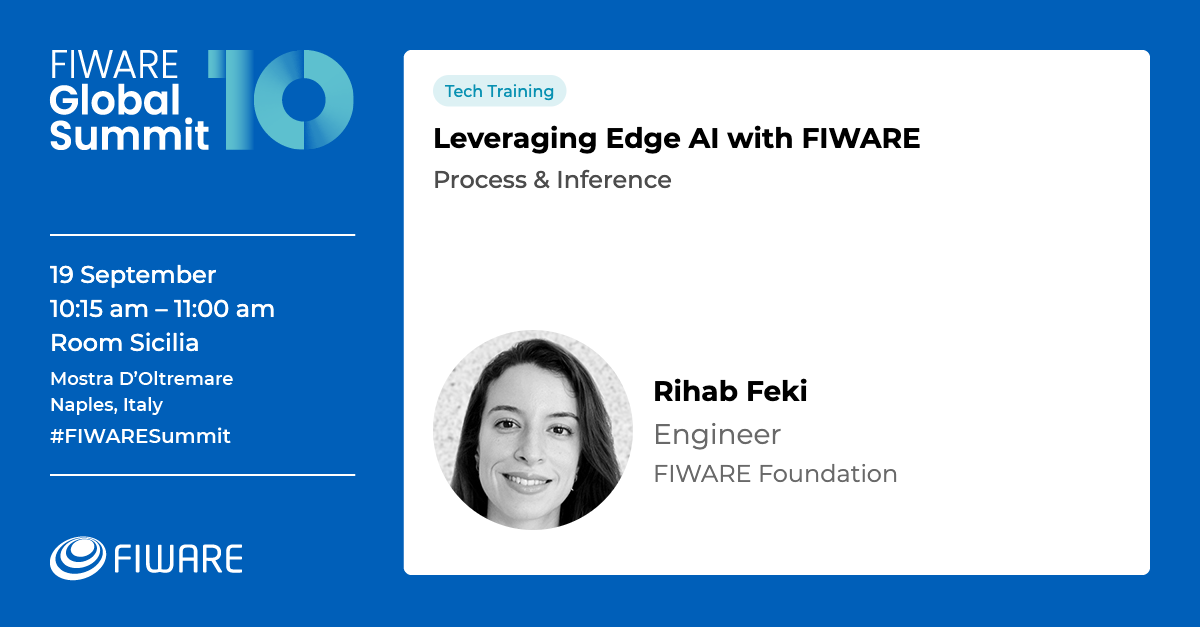 FIWARE
Global
Summit 10
19 September
10:15 am – 11:00 am
Room Sicilia
Mostra D’Oltremare
Naples, Italy
#FIWARESummit
FIWARE
Tech Training
Leveraging Edge AI with FIWARE
Process & Inference
Rihab Feki
Engineer
FIWARE Foundation